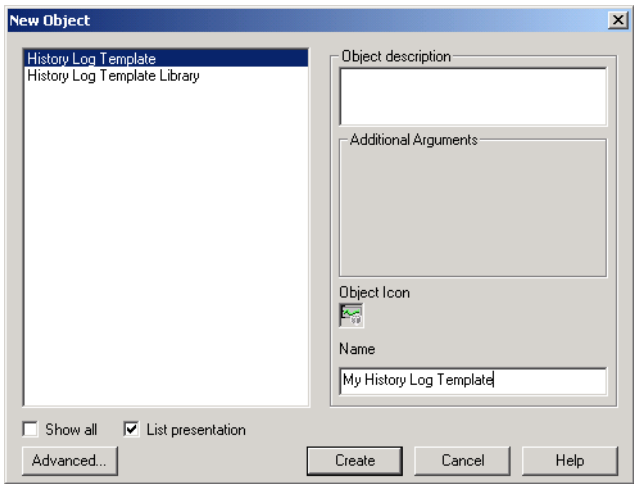 New Object
History Log Template
History Log Template Library
Object description
Additional Arguments
Object Icon
Name
My History Log Template
Show all
List presentation
Advanced...
Create
Cancel
Help